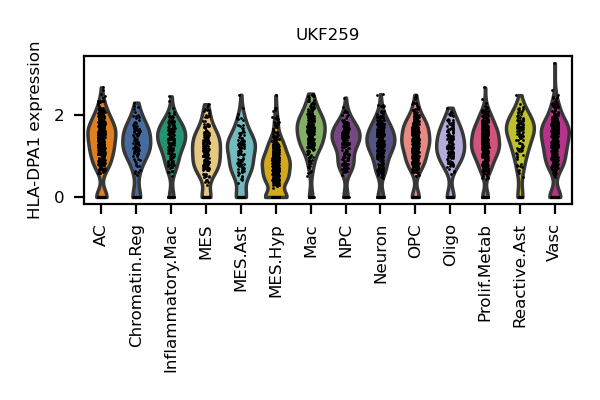 UKF259
HLA-DPA1 expression
2
0
AC
Chromatin.Reg
Inflammatory.Mac
MES
MES.Ast
MES.Hyp
Mac
NPC
Neuron
OPC
Oligo
Prolif.Metab
Reactive.Ast
Vasc